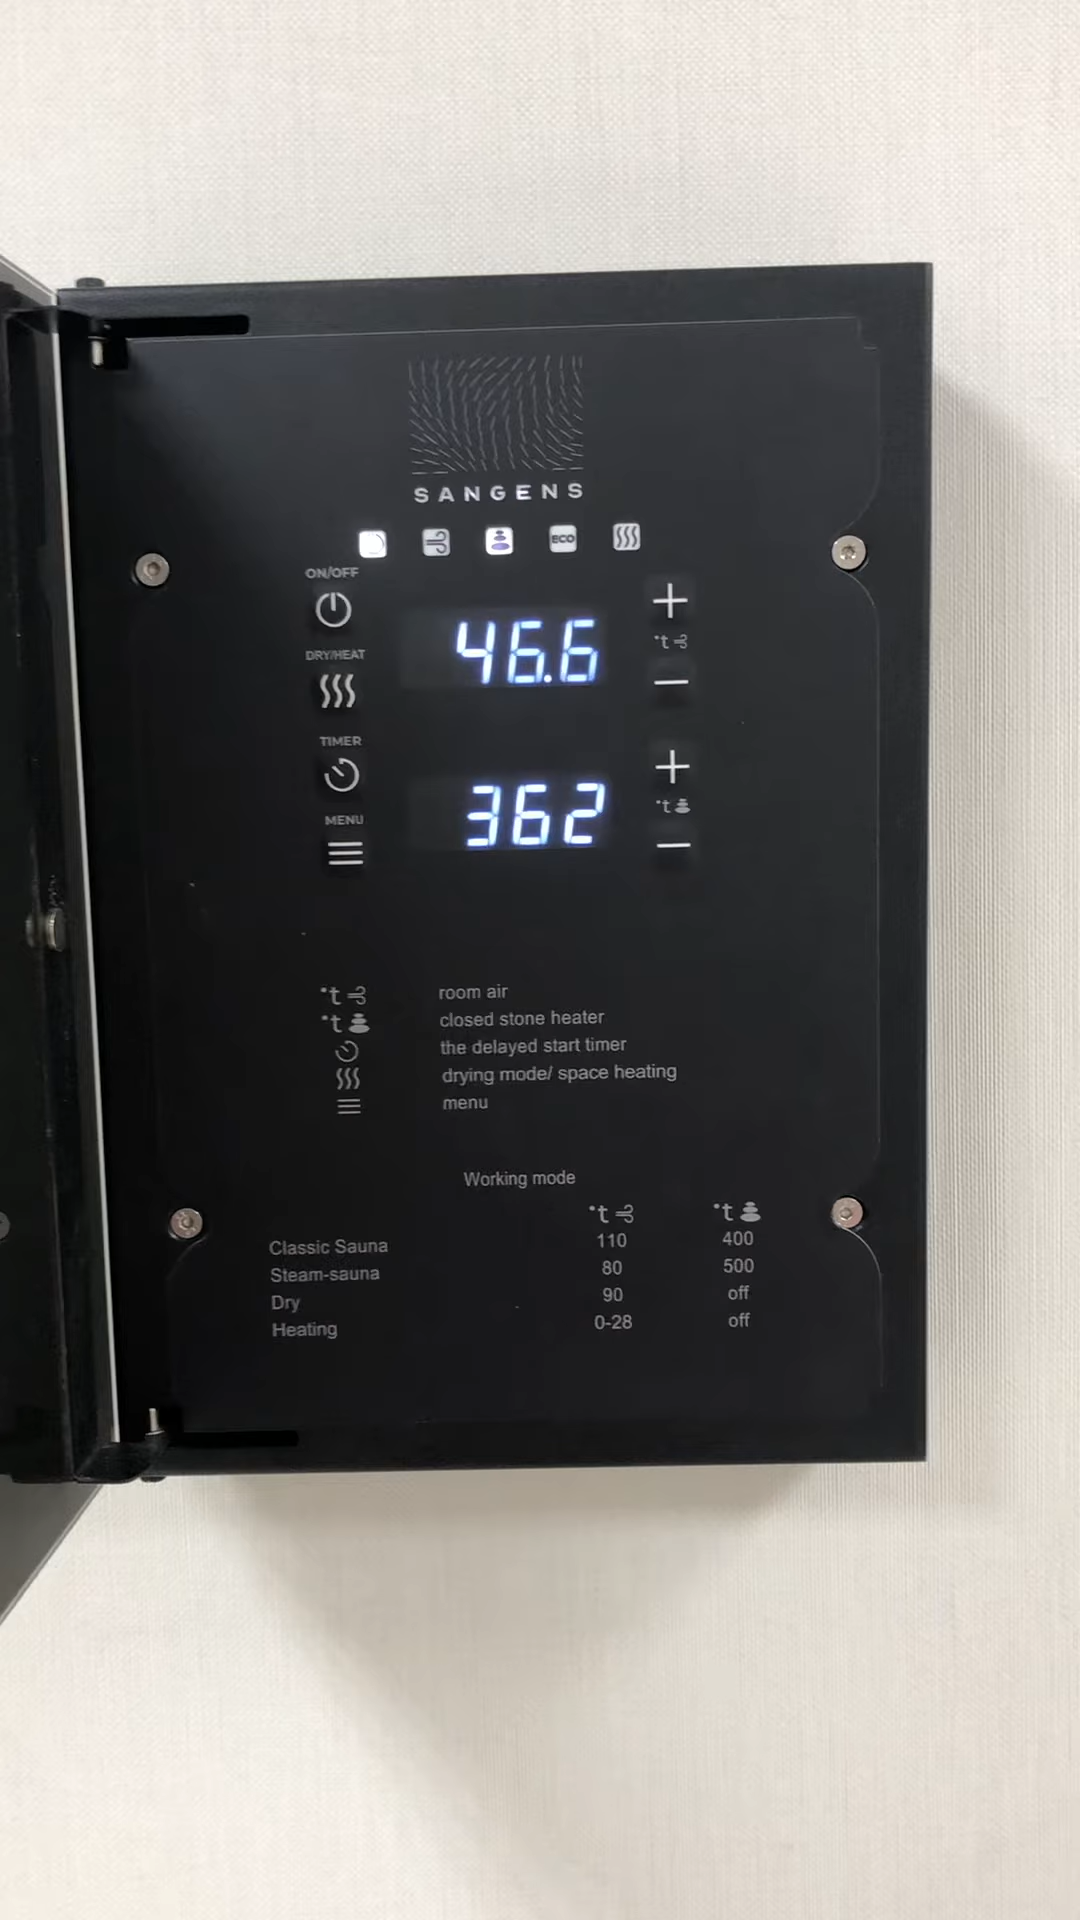 SANGENS
ECO
ON/OFF
DRY/HEAT
46.6
°t
TIMER
MENU
362
°t
°t room air
°t closed stone heater
the delayed start timer
drying mode/ space heating
menu
Working mode
°t °t
Classic Sauna 110 400
Steam-sauna 80 500
Dry 90 off
Heating 0-28 off